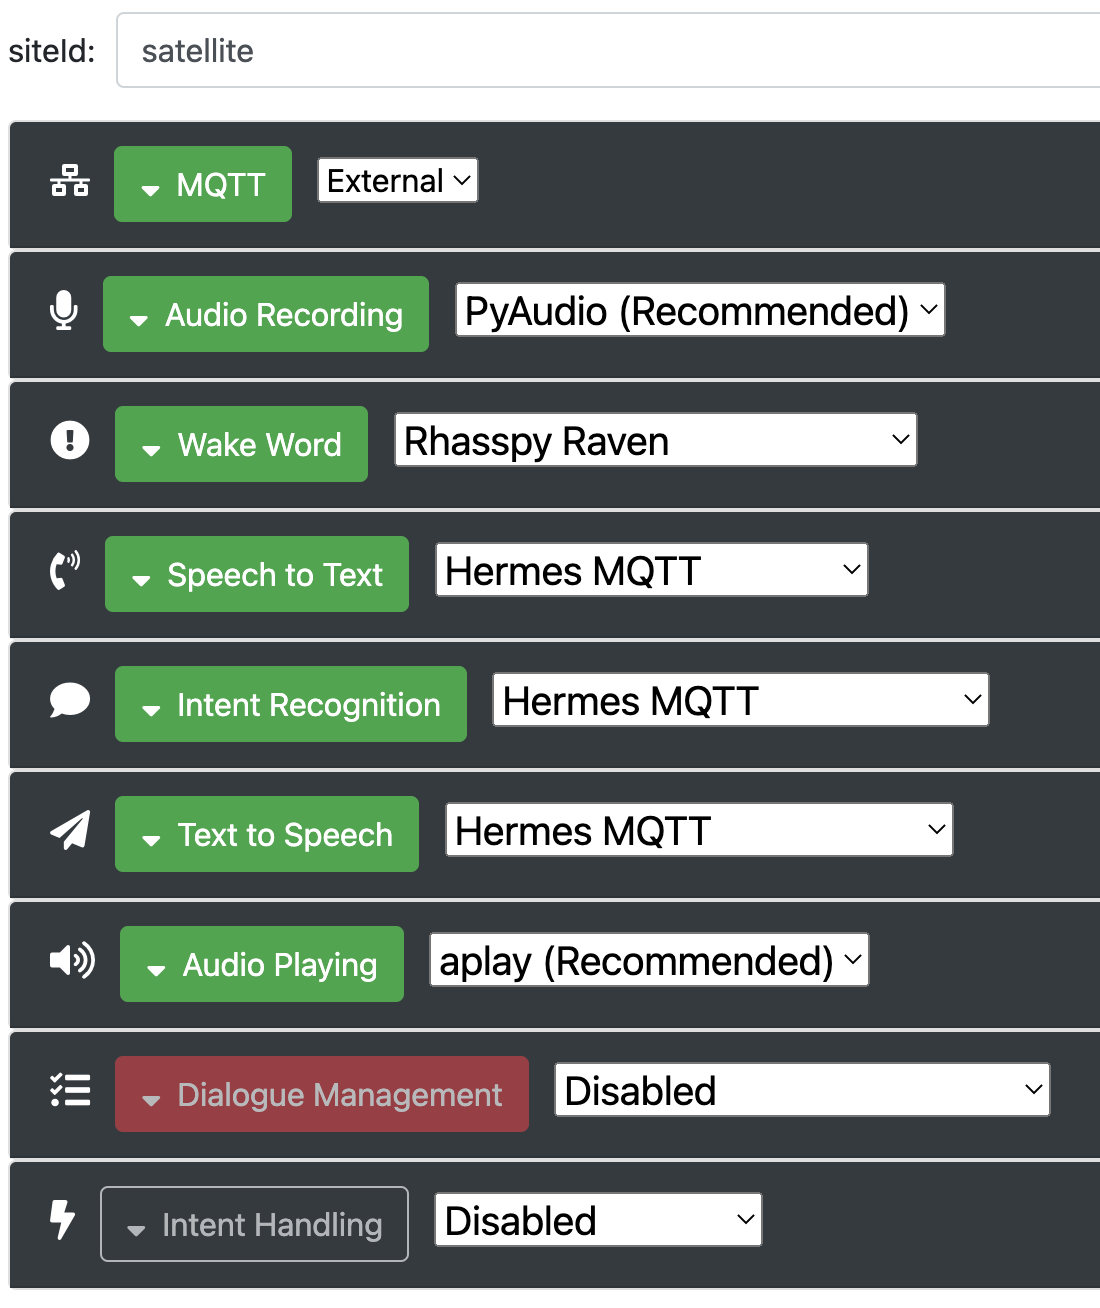 siteId: satellite
MQTT External
Audio Recording PyAudio (Recommended)
Wake Word Rhasspy Raven
Speech to Text Hermes MQTT
Intent Recognition Hermes MQTT
Text to Speech Hermes MQTT
Audio Playing aplay (Recommended)
Dialogue Management Disabled
Intent Handling Disabled